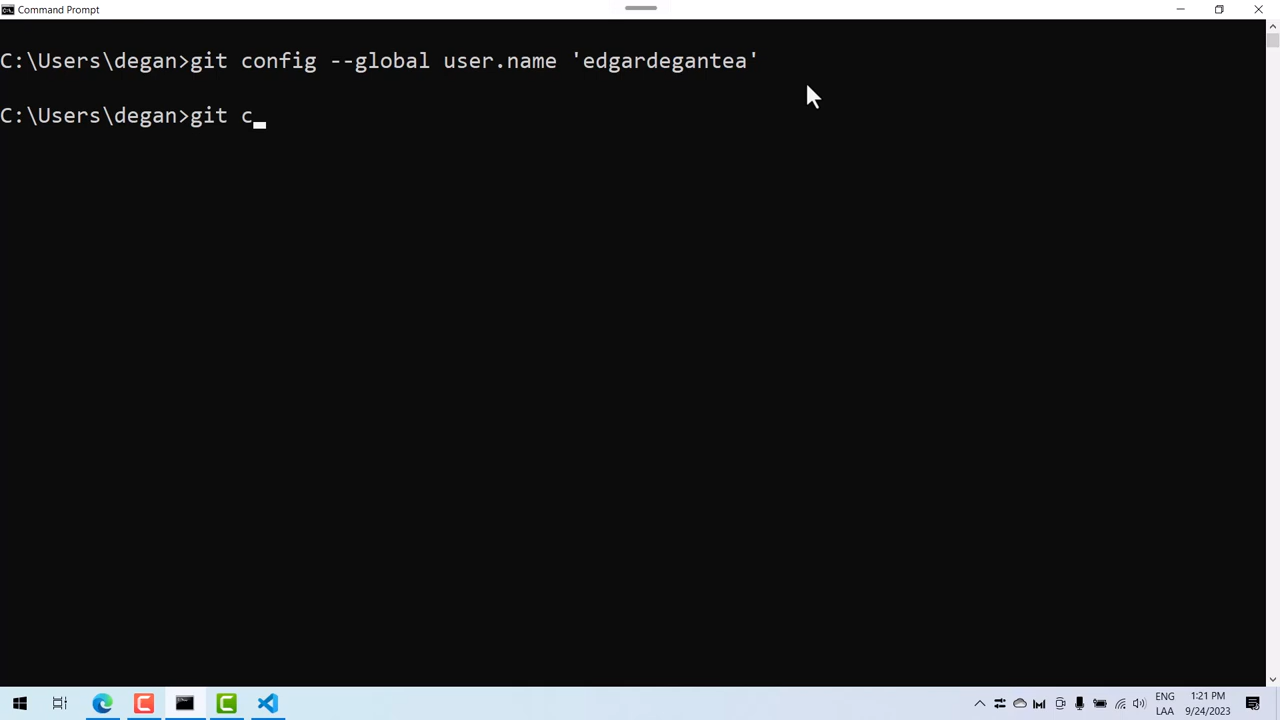 Command Prompt
C:\Users\degan>git config --global user.name 'edgardegantea'
C:\Users\degan>git c
ENG
LAA
1:21 PM
9/24/2023